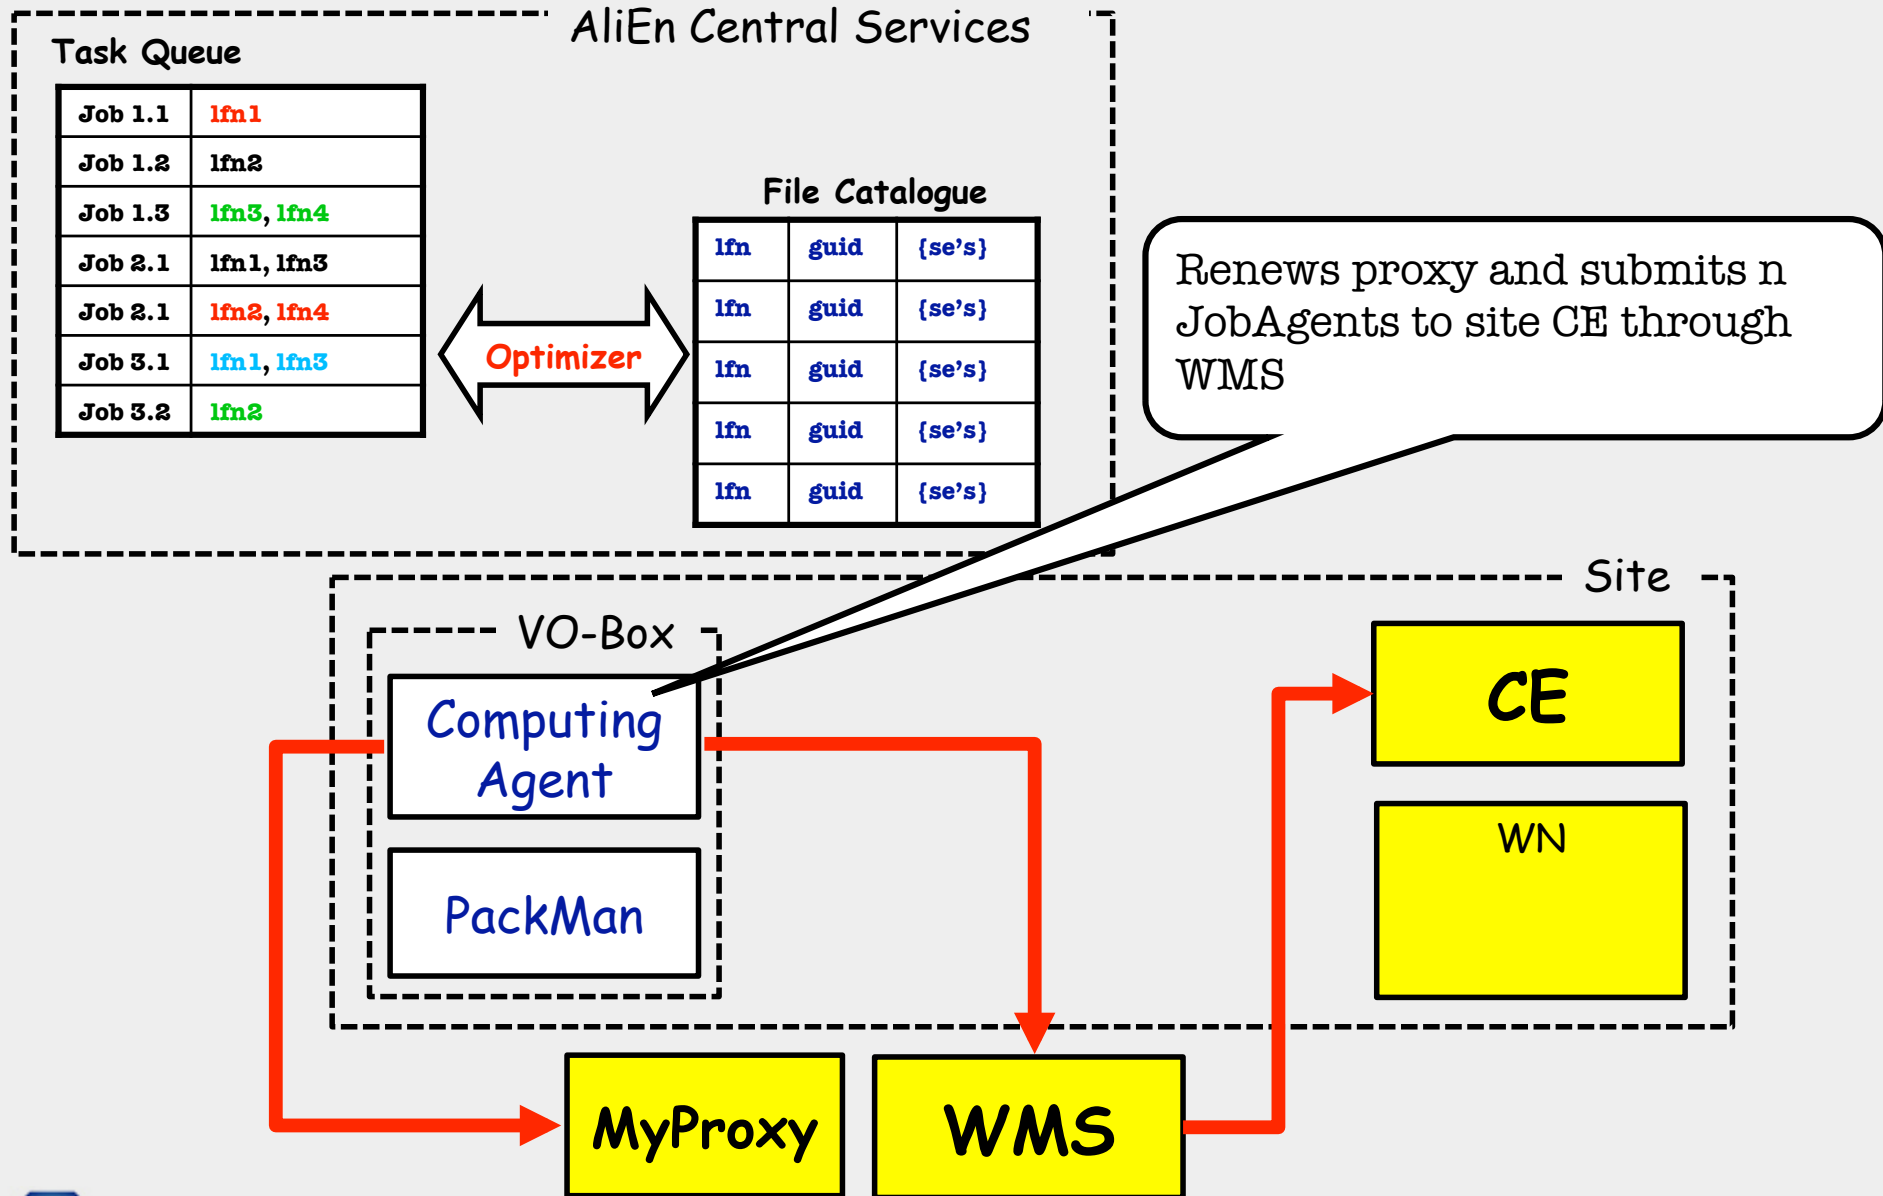 AliEn Central Services
Task Queue
Job 1.1 lfn1
Job 1.2 lfn2
Job 1.3 lfn3, lfn4
Job 2.1 lfn1, lfn3
Job 2.1 lfn2, lfn4
Job 3.1 lfn1, lfn3
Job 3.2 lfn2
Optimizer
File Catalogue
lfn guid {se's}
lfn guid {se's}
lfn guid {se's}
lfn guid {se's}
lfn guid {se's}
Renews proxy and submits n
JobAgents to site CE through
WMS
Site
VO-Box
Computing
Agent
PackMan
CE
WN
MyProxy
WMS